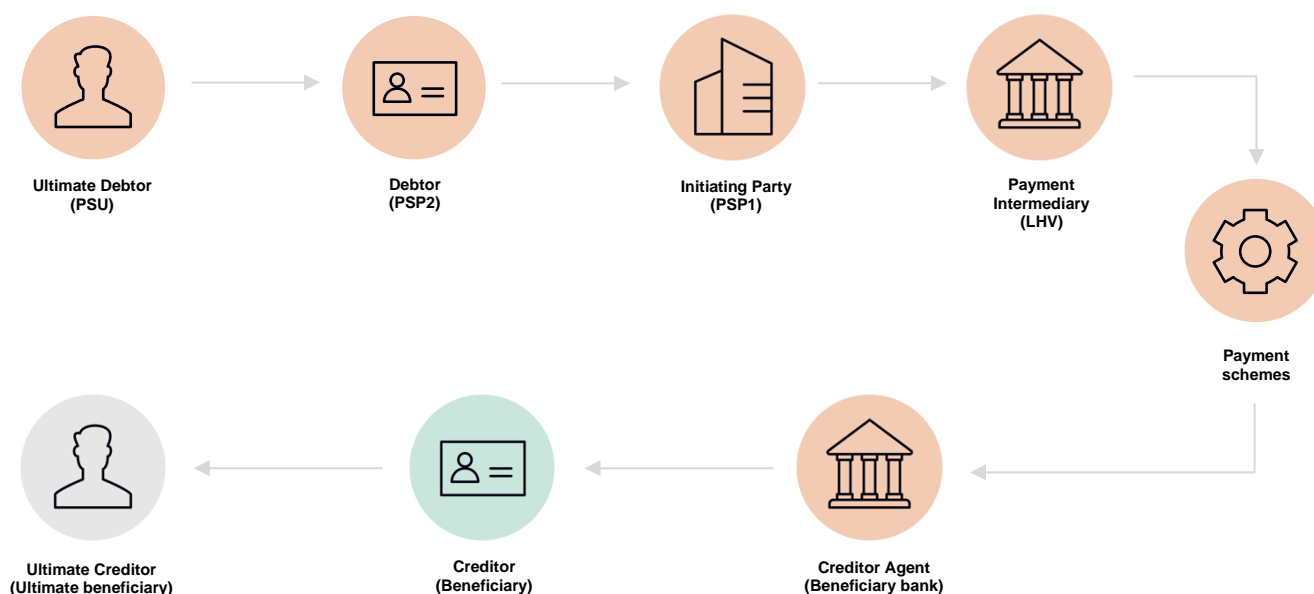 Ultimate Debtor
(PSU)
Debtor
(PSP2)
Initiating Party
(PSP1)
Payment
Intermediary
(LHV)
Payment
schemes
Ultimate Creditor
(Ultimate beneficiary)
Creditor
(Beneficiary)
Creditor Agent
(Beneficiary bank)